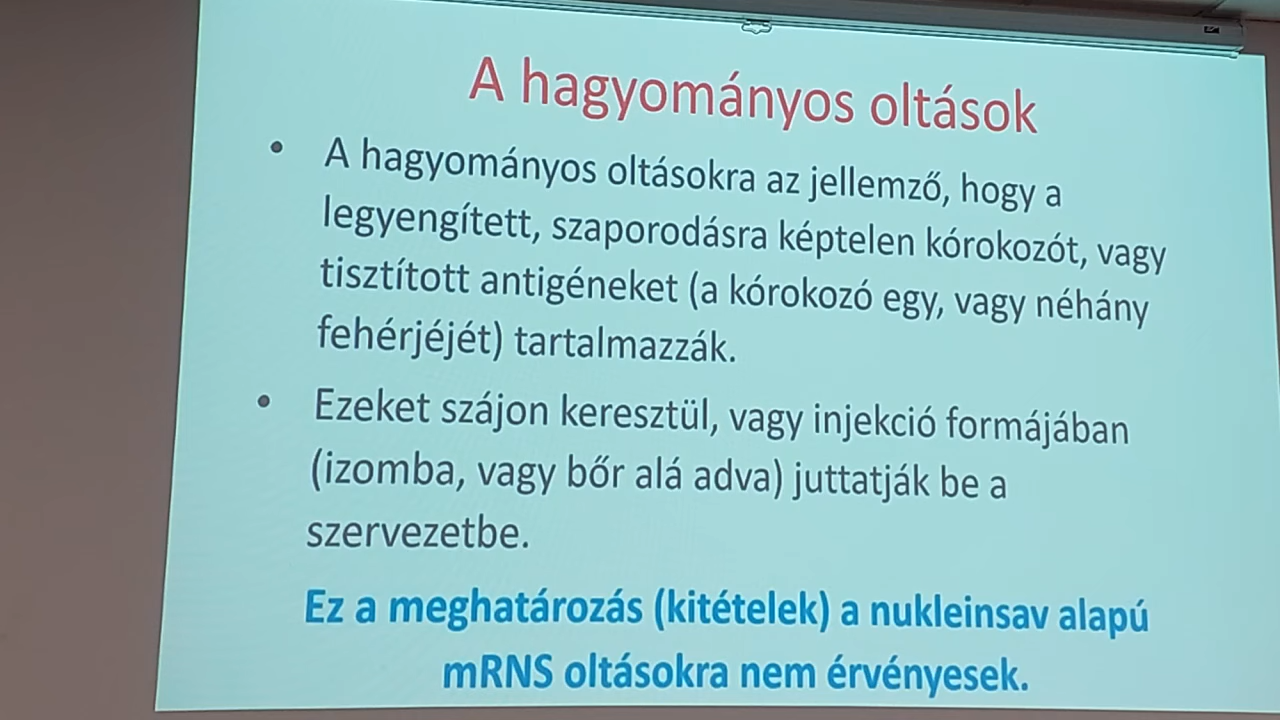 A hagyományos oltások
• A hagyományos oltásokra az jellemző, hogy a
legyengített, szaporodásra képtelen kórokozót, vagy
tisztított antigéneket (a kórokozó egy, vagy néhány
fehérjéjét) tartalmazzák.
• Ezeket szájon keresztül, vagy injekció formájában
(izomba, vagy bőr alá adva) juttatják be a
szervezetbe.
Ez a meghatározás (kitételek) a nukleinsav alapú
mRNS oltásokra nem érvényesek.